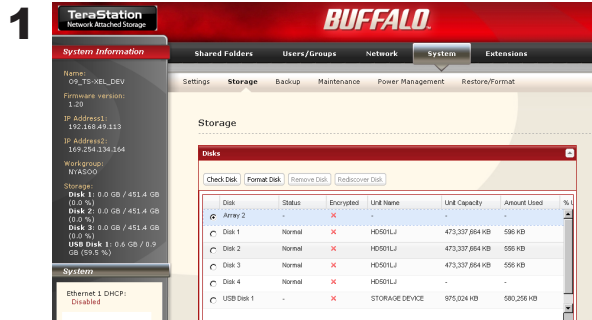 1
TeraStation
Network Attached Storage
BUFFALO.
System Information
Name:
09_TS-XEL_DEV
Firmware version:
1.20
IP Address1:
192.168.49.113
IP Address2:
169.254.134.164
Workgroup:
NYASOO
Storage:
Disk 1: 0.0 GB / 451.4 GB
(0.0 %)
Disk 2: 0.0 GB / 451.4 GB
(0.0 %)
Disk 3: 0.0 GB / 451.4 GB
(0.0 %)
USB Disk 1: 0.6 GB / 0.9
GB (59.5 %)
System
Ethernet 1 DHCP:
Disabled
Shared Folders Users/Groups Network System Extensions
Settings Storage Backup Maintenance Power Management Restore/Format
Storage
Disks
Check Disk Format Disk Remove Disk Rediscover Disk
Disk Status Encrypted Unit Name Unit Capacity Amount Used % U
Array 2 - - - -
Disk 1 Normal HD501LJ 473,337,664 KB 596 KB
Disk 2 Normal HD501LJ 473,337,664 KB 556 KB
Disk 3 Normal HD501LJ 473,337,664 KB 556 KB
Disk 4 Normal HD501LJ - -
USB Disk 1 - STORAGE DEVICE 975,024 KB 580,256 KB